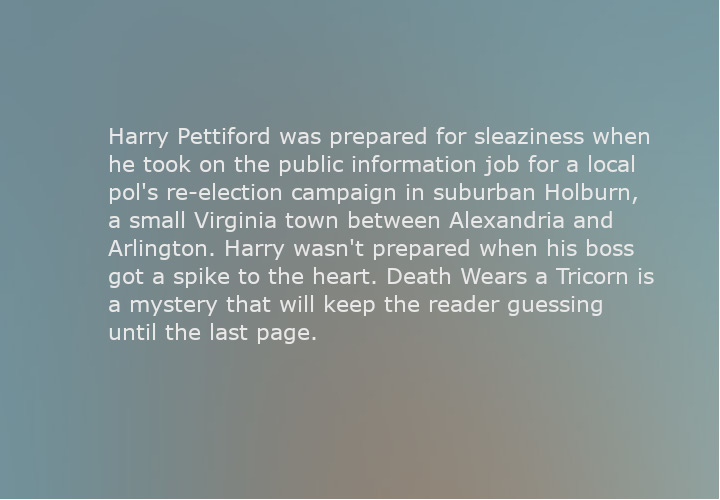 Harry Pettiford was prepared for sleaziness when
he took on the public information job for a local
pol's re-election campaign in suburban Holburn,
a small Virginia town between Alexandria and
Arlington. Harry wasn't prepared when his boss
got a spike to the heart. Death Wears a Tricorn is
a mystery that will keep the reader guessing
until the last page.